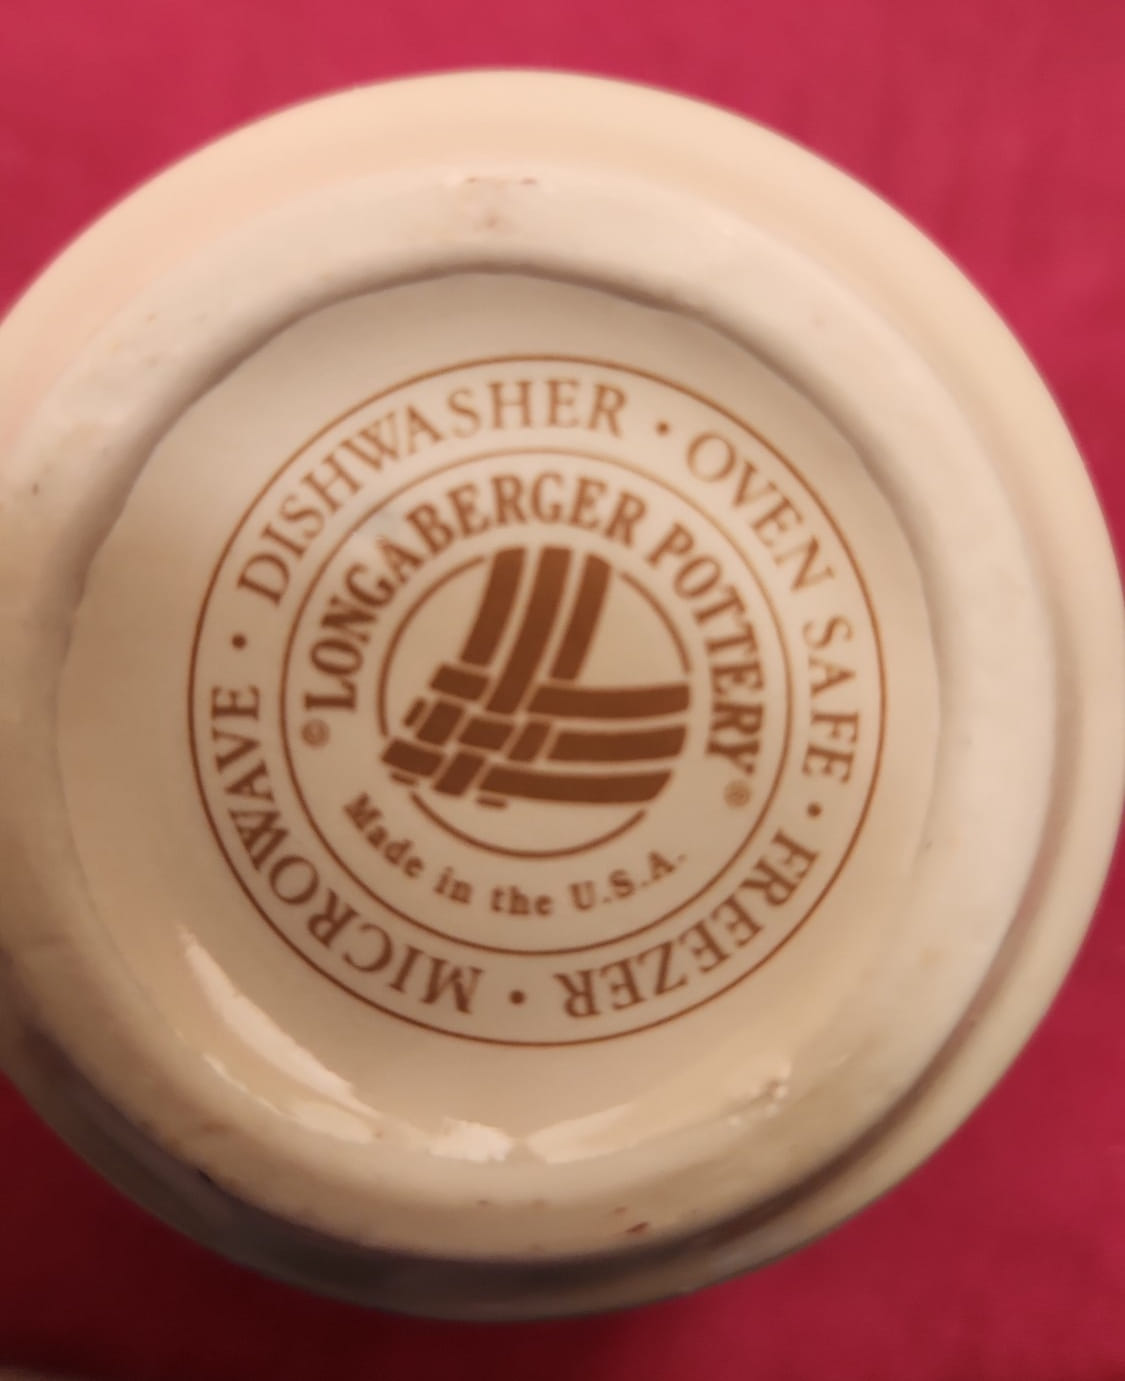 DISHWASHER · OVEN SAFE · FREEZER · MICROWAVE ·
© LONGABERGER POTTERY ®
Made in the U.S.A.